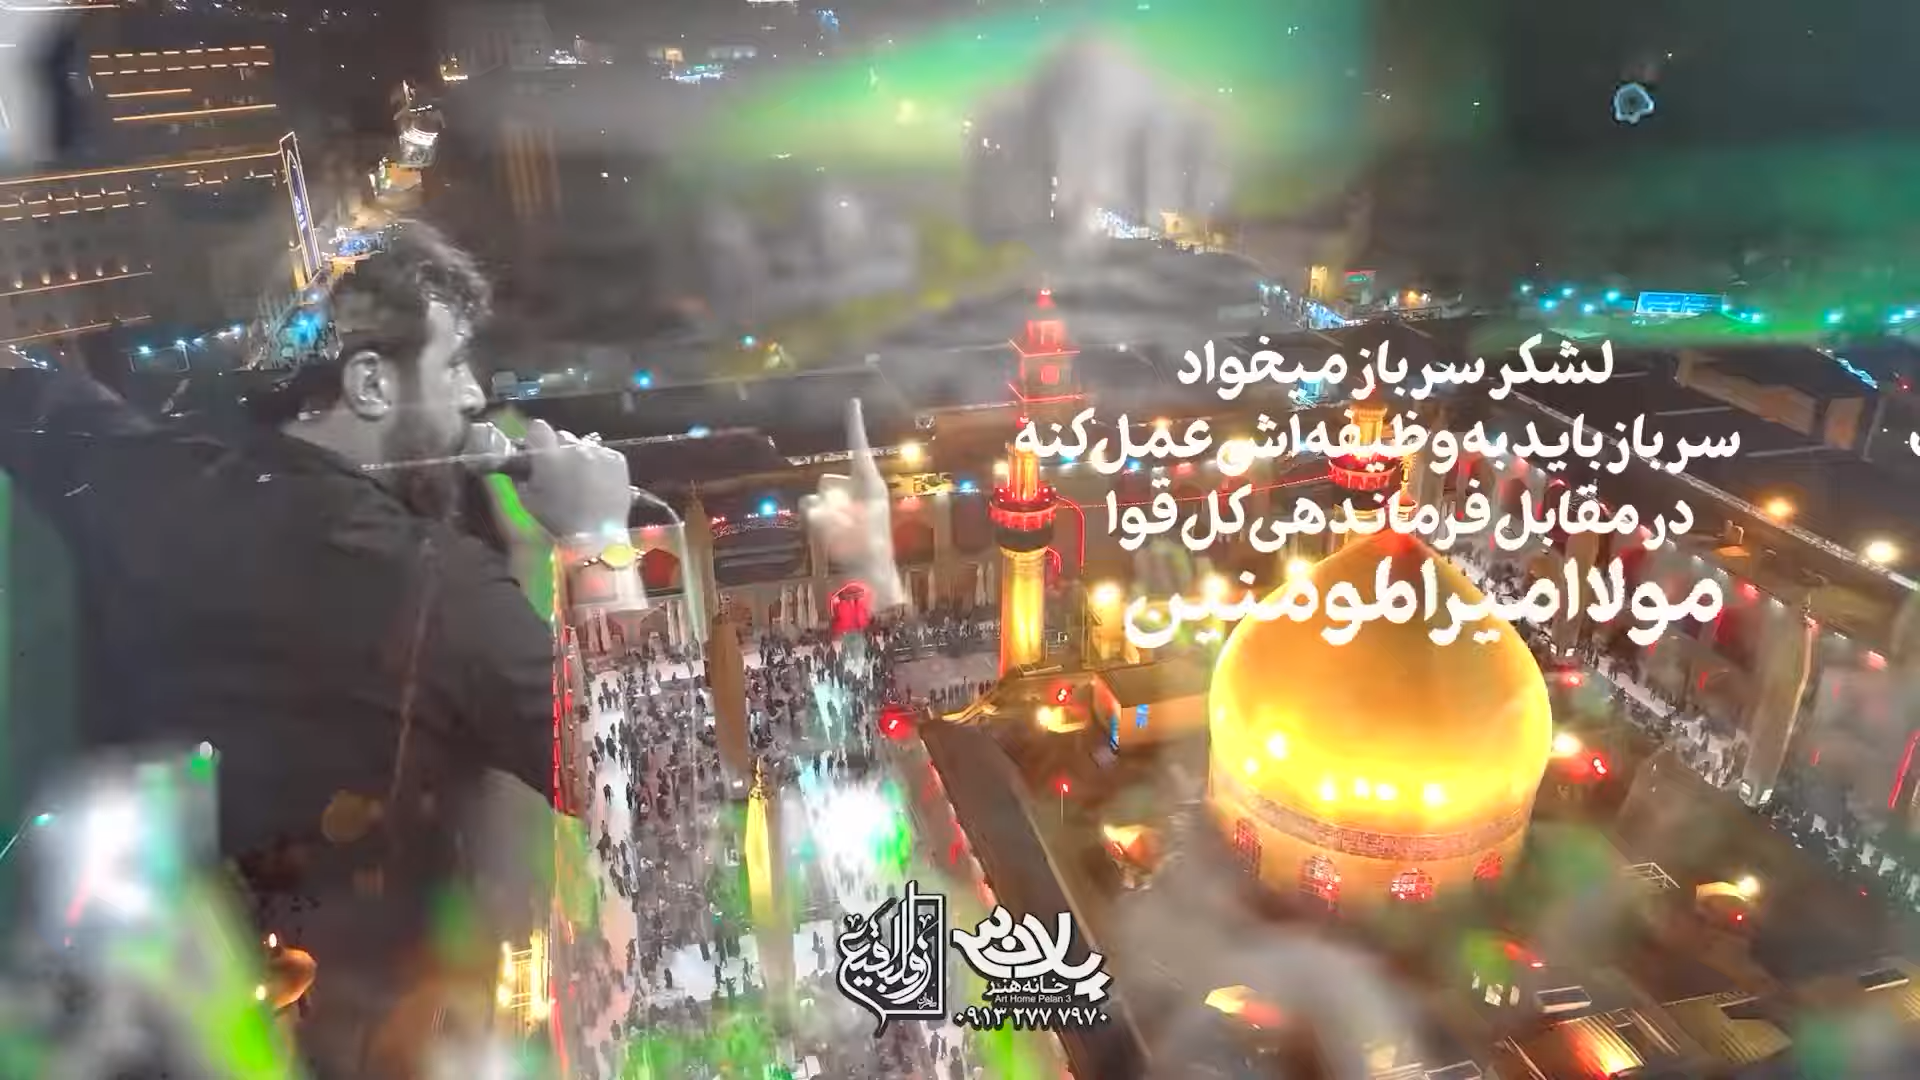 لشکر سرباز میخواد
سرباز باید به وظیفه‌اش عمل کنه
در مقابل فرماندهی کل قوا
مولا امیرالمومنین
خانه هنر
Art Home Pelan 3
۰۹۱۳ ۲۷۷ ۷۹۷۰